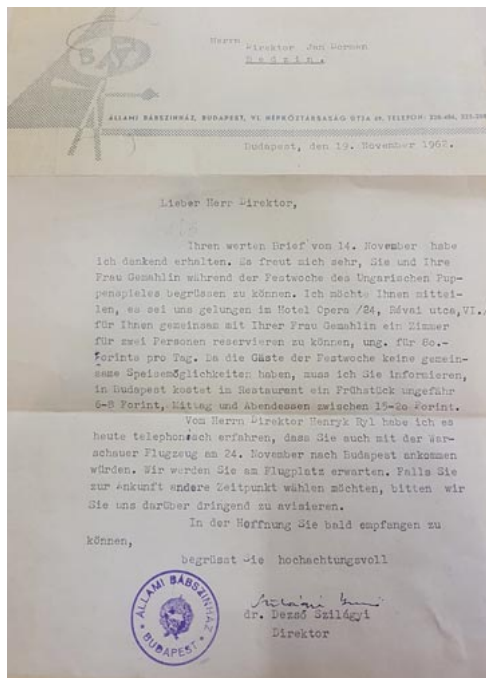 BÁB
Herrn
Direktor Jan Dorman
Bedzin.
ÁLLAMI BÁBSZINHÁZ, BUDAPEST, VI. NÉPKÖZTÁRSASÁG ÚTJA 69. TELEFON:
Budapest, den 19. November 1962.
Lieber Herr Direktor,
Ihren werten Brief von 14. November habe
ich dankend erhalten. Es freut mich sehr, Sie und Ihre
Frau Gemahlin während der Festwoche des Ungarischen Pup-
penspieles begrüssen zu können. Ich möchte Ihnen mittei-
len, es sei uns gelungen im Hotel Opera /24, Révai utca,VI./
für Ihnen gemeinsam mit Ihrer Frau Gemahlin ein Zimmer
für zwei Personen reservieren zu können, ung. für 80.-
Forints pro Tag. Da die Gäste der Festwoche keine gemein-
same Speisemöglichkeiten haben, muss ich Sie informieren,
in Budapest kostet im Restaurant ein Frühstück ungefähr
6-8 Forint, Mittag und Abendessen zwischen 15-20 Forint.
Vom Herrn Direktor Henryk Ryl habe ich es
heute telephonisch erfahren, dass Sie auch mit der War-
schauer Flugzeug am 24. November nach Budapest ankommen
würden. Wir werden Sie am Flugplatz erwarten. Falls Sie
zur Ankunft andere Zeitpunkt wählen möchten, bitten wir
Sie uns darüber dringend zu avisieren.
In der Hoffnung Sie bald empfangen zu
können,
begrüsst Sie hochachtungsvoll
dr. Dezső Szilágyi
Direktor
ÁLLAMI BÁBSZINHÁZ
BUDAPEST